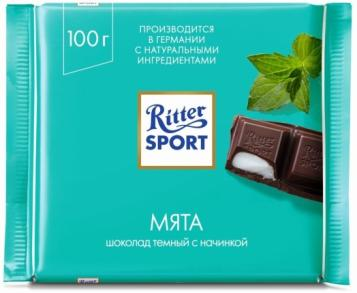 100 г
ПРОИЗВОДИТСЯ
В ГЕРМАНИИ
С НАТУРАЛЬНЫМИ
ИНГРЕДИЕНТАМИ
Ritter
SPORT
МЯТА
шоколад темный с начинкой